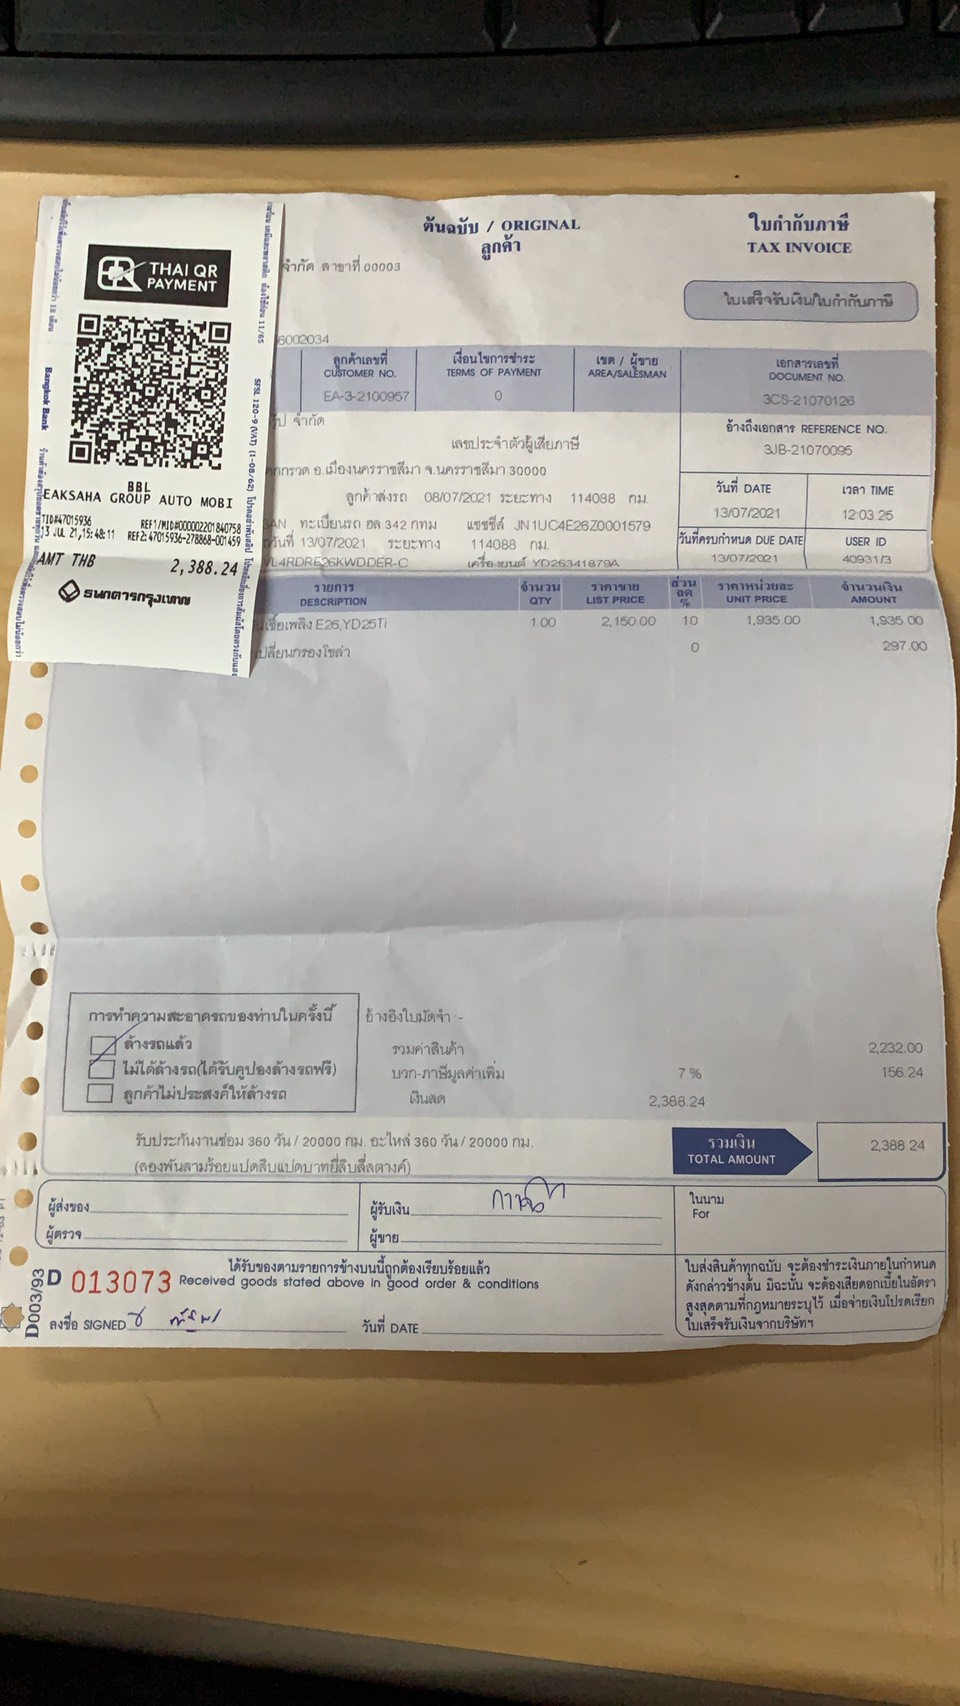 THAI QR
PAYMENT
BBL
EAKSAHA GROUP AUTO MOBI
TID#47015936 REF1/MID#000002201840758
13 JUL 21,15:48:11 REF2:47015936-278868-001459
AMT THB 2,388.24
ธนาคารกรุงเทพ
Bangkok Bank
ต้นฉบับ / ORIGINAL
ลูกค้า
ใบกำกับภาษี
TAX INVOICE
จำกัด สาขาที่ 00003
ใบเสร็จรับเงิน/ใบกำกับภาษี
6002034
ลูกค้าเลขที่ เงื่อนไขการชำระ เขต / ผู้ขาย เอกสารเลขที่
CUSTOMER NO. TERMS OF PAYMENT AREA/SALESMAN DOCUMENT NO.
EA-3-2100957 0 3CS-21070126
จำกัด
อ้างถึงเอกสาร REFERENCE NO.
เลขประจำตัวผู้เสียภาษี
3JB-21070095
อ.เมืองนครราชสีมา จ.นครราชสีมา 30000
วันที่ DATE เวลา TIME
ลูกค้าส่งรถ 08/07/2021 ระยะทาง 114088 กม.
13/07/2021 12:03:25
ทะเบียนรถ ฮล 342 กทม แชชซีส์ JN1UC4E26Z0001579
วันที่ครบกำหนด DUE DATE USER ID
วันที่ 13/07/2021 ระยะทาง 114088 กม.
13/07/2021 40931/3
VL4RDRE26KWDDER-C เครื่องยนต์ YD26341879A
รายการ จำนวน ราคาขาย ส่วนลด % ราคาหน่วยละ จำนวนเงิน
DESCRIPTION QTY LIST PRICE UNIT PRICE AMOUNT
เชื้อเพลิง E26,YD25Ti 1.00 2,150.00 10 1,935.00 1,935.00
เปลี่ยนกรองโซล่า 0 297.00
การทำความสะอาดรถของท่านในครั้งนี้
ล้างรถแล้ว
ไม่ได้ล้างรถ(ได้รับคูปองล้างรถฟรี)
ลูกค้าไม่ประสงค์ให้ล้างรถ
อ้างอิงใบมัดจำ :-
รวมค่าสินค้า 2,232.00
บวก-ภาษีมูลค่าเพิ่ม 7 % 156.24
เงินสด 2,388.24
รับประกันงานซ่อม 360 วัน / 20000 กม. อะไหล่ 360 วัน / 20000 กม.
(สองพันสามร้อยแปดสิบแปดบาทยี่สิบสี่สตางค์)
รวมเงิน
TOTAL AMOUNT 2,388.24
ผู้ส่งของ ผู้รับเงิน ในนาม
For
ผู้ตรวจ ผู้ขาย
ได้รับของตามรายการข้างบนนี้ถูกต้องเรียบร้อยแล้ว
D 013073 Received goods stated above in good order & conditions
ลงชื่อ SIGNED วันที่ DATE
D003/93
ใบส่งสินค้าทุกฉบับ จะต้องชำระเงินภายในกำหนด
ดังกล่าวข้างต้น มิฉะนั้น จะต้องเสียดอกเบี้ยในอัตรา
สูงสุดตามที่กฎหมายระบุไว้ เมื่อจ่ายเงินโปรดเรียก
ใบเสร็จรับเงินจากบริษัทฯ